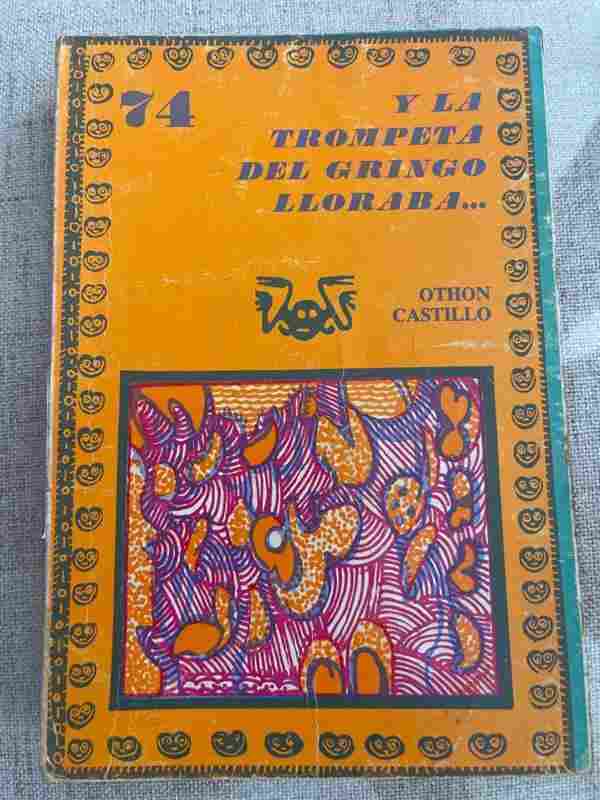 74
Y LA
TROMPETA
DEL GRINGO
LLORABA...
OTHON
CASTILLO